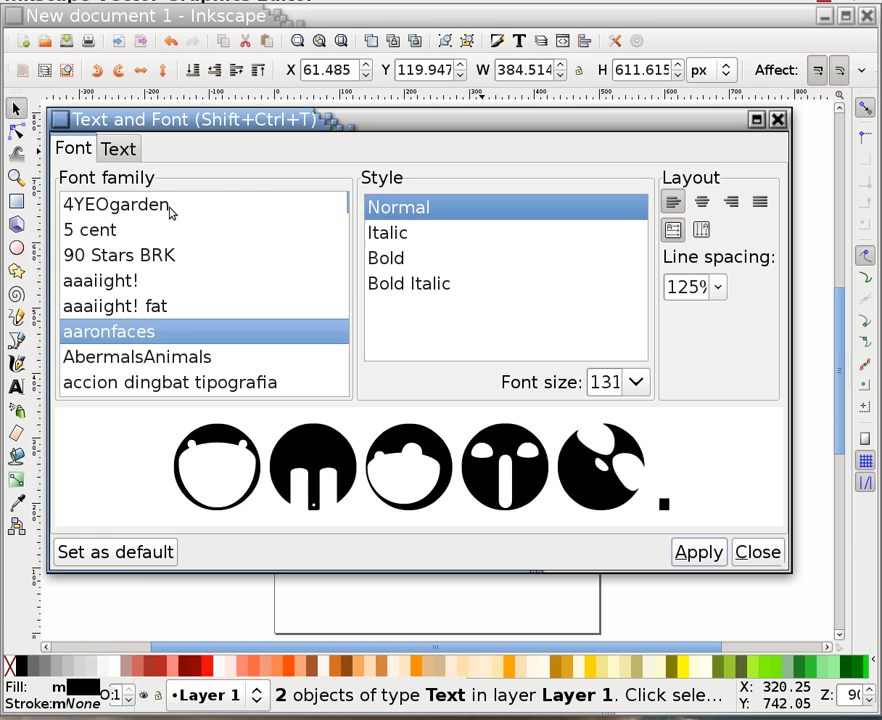 New document 1 - Inkscape
X 61.485 Y 119.947 W 384.514 H 611.615 px Affect:
Text and Font (Shift+Ctrl+T)
Font Text
Font family Style Layout
4YEOgarden
5 cent
90 Stars BRK
aaaiight!
aaaiight! fat
aaronfaces
AbermalsAnimals
accion dingbat tipografia
Normal
Italic
Bold
Bold Italic
Line spacing:
125%
Font size: 131
Set as default Apply Close
Fill: m O:1 •Layer 1 2 objects of type Text in layer Layer 1. Click sele... X: 320.25 Z: 90
Stroke: m None Y: 742.05